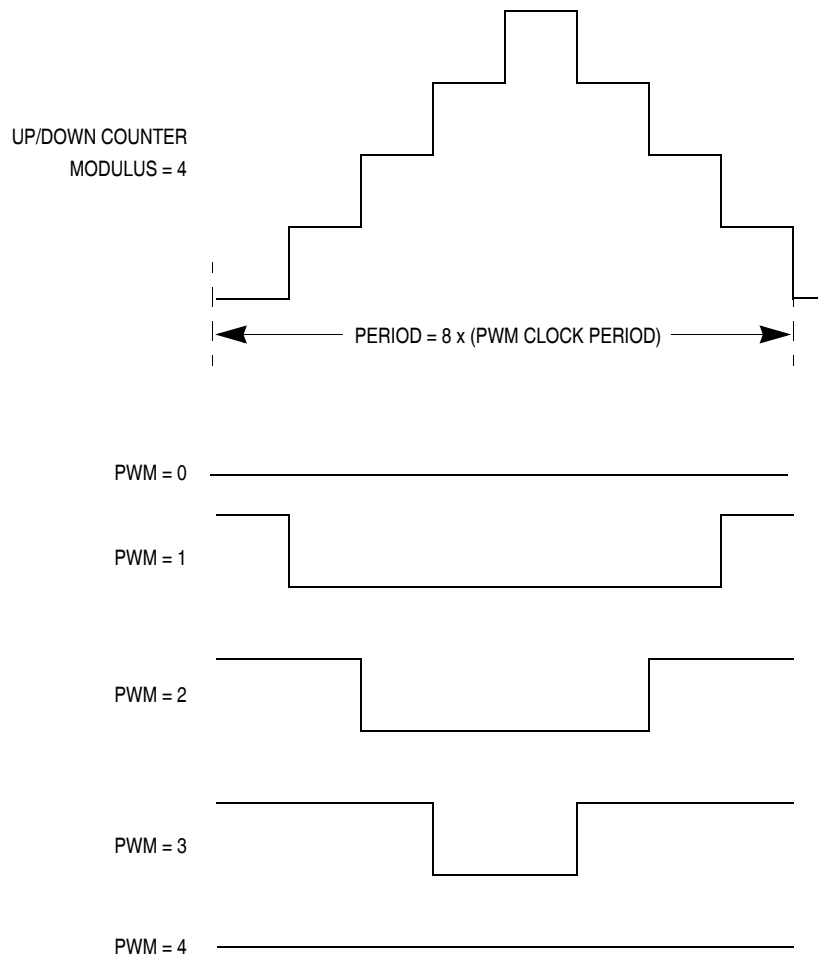 UP/DOWN COUNTER
MODULUS = 4
PERIOD = 8 x (PWM CLOCK PERIOD)
PWM = 0
PWM = 1
PWM = 2
PWM = 3
PWM = 4